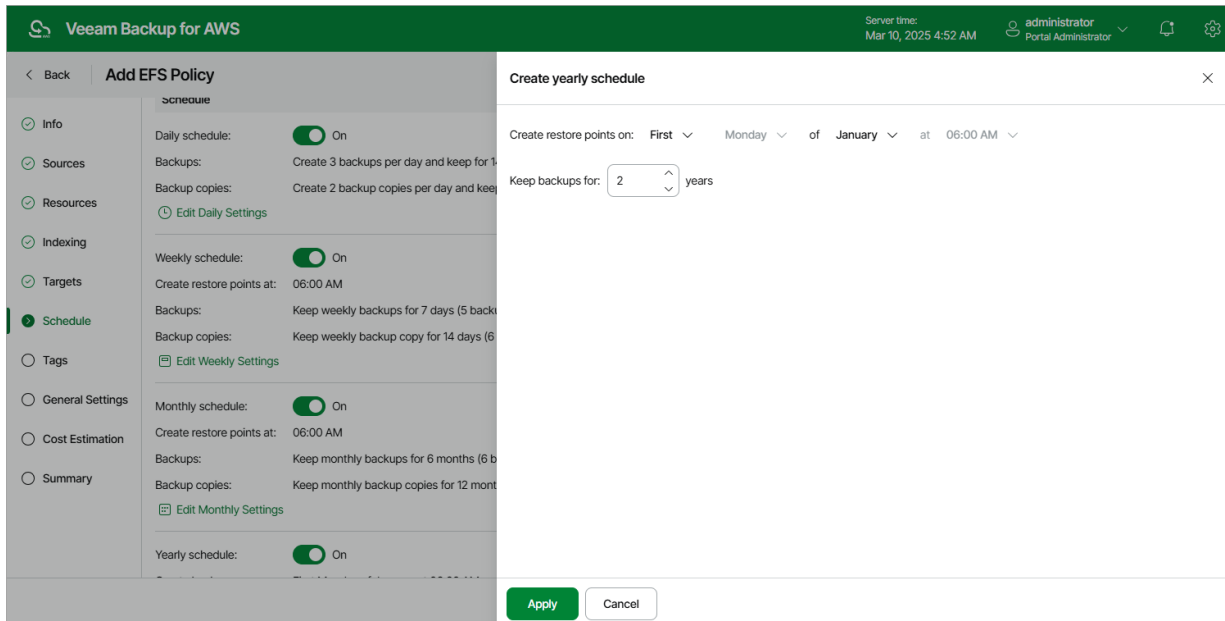 Veeam Backup for AWS
Server time:
Mar 10, 2025 4:52 AM
administrator
Portal Administrator
Back
Add EFS Policy
Info
Sources
Resources
Indexing
Targets
Schedule
Tags
General Settings
Cost Estimation
Summary
Schedule
Daily schedule: On
Backups: Create 3 backups per day and keep for 1
Backup copies: Create 2 backup copies per day and kee
Edit Daily Settings
Weekly schedule: On
Create restore points at: 06:00 AM
Backups: Keep weekly backups for 7 days (5 back
Backup copies: Keep weekly backup copy for 14 days (6
Edit Weekly Settings
Monthly schedule: On
Create restore points at: 06:00 AM
Backups: Keep monthly backups for 6 months (6 b
Backup copies: Keep monthly backup copies for 12 mont
Edit Monthly Settings
Yearly schedule: On
Create yearly schedule
Create restore points on: First Monday of January at 06:00 AM
Keep backups for: 2 years
Apply Cancel